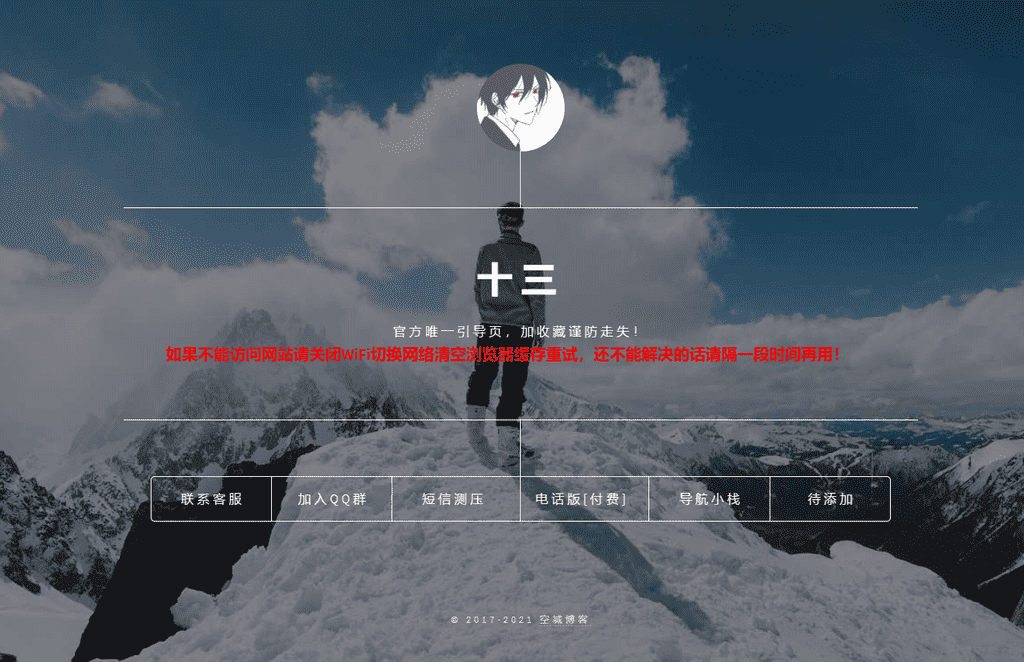 十三
官方唯一引导页，加收藏谨防走失！
如果不能访问网站请关闭WiFi切换网络清空浏览器缓存重试，还不能解决的话请隔一段时间再用！
联系客服
加入QQ群
短信测压
电话版[付费]
导航小栈
待添加
© 2017-2021 空城博客